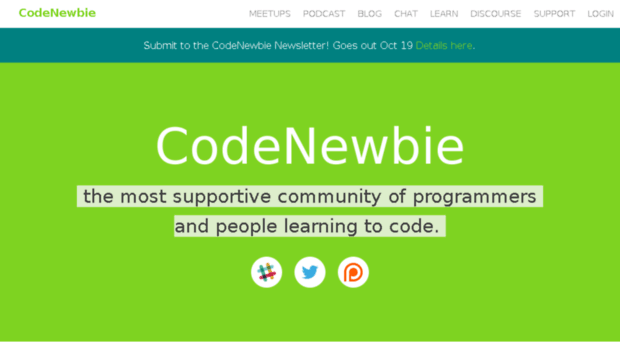 CodeNewbie MEETUPS PODCAST BLOG CHAT LEARN DISCOURSE SUPPORT LOGIN
Submit to the CodeNewbie Newsletter! Goes out Oct 19 Details here.
CodeNewbie
the most supportive community of programmers
and people learning to code.